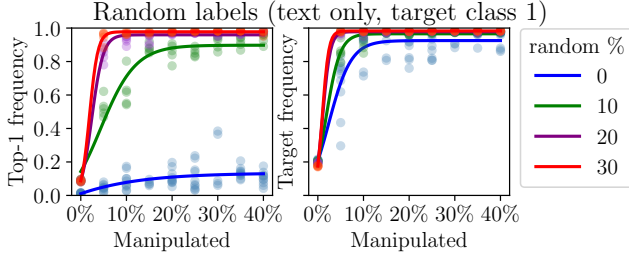 Random labels (text only, target class 1)
Top-1 frequency
1.0
0.8
0.6
0.4
0.2
0.0
0% 10% 20% 30% 40%
Manipulated
Target frequency
0% 10% 20% 30% 40%
Manipulated
random %
0
10
20
30